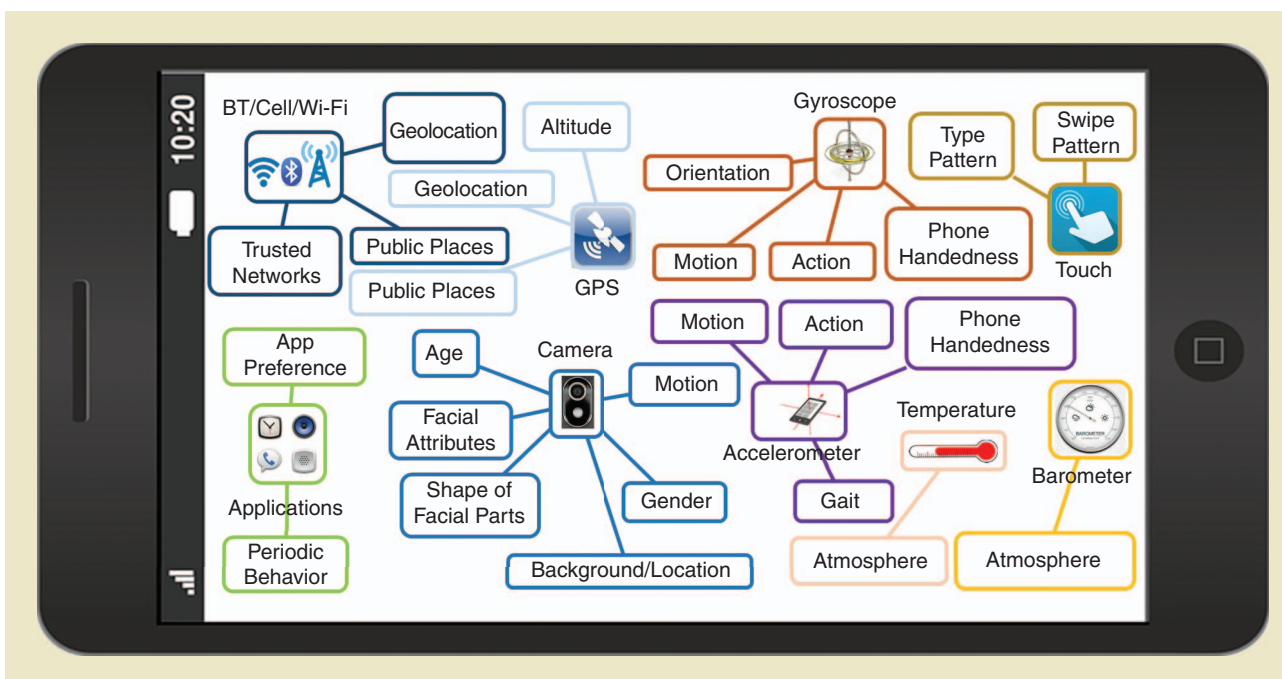 10:20
BT/Cell/Wi-Fi
Geolocation
Altitude
Geolocation
Trusted
Networks
Public Places
Public Places
GPS
Gyroscope
Orientation
Motion
Action
Phone
Handedness
Type
Pattern
Swipe
Pattern
Touch
App
Preference
Applications
Periodic
Behavior
Age
Camera
Motion
Facial
Attributes
Shape of
Facial Parts
Gender
Background/Location
Motion
Action
Phone
Handedness
Accelerometer
Gait
Temperature
Atmosphere
BAROMETER
Barometer
Atmosphere